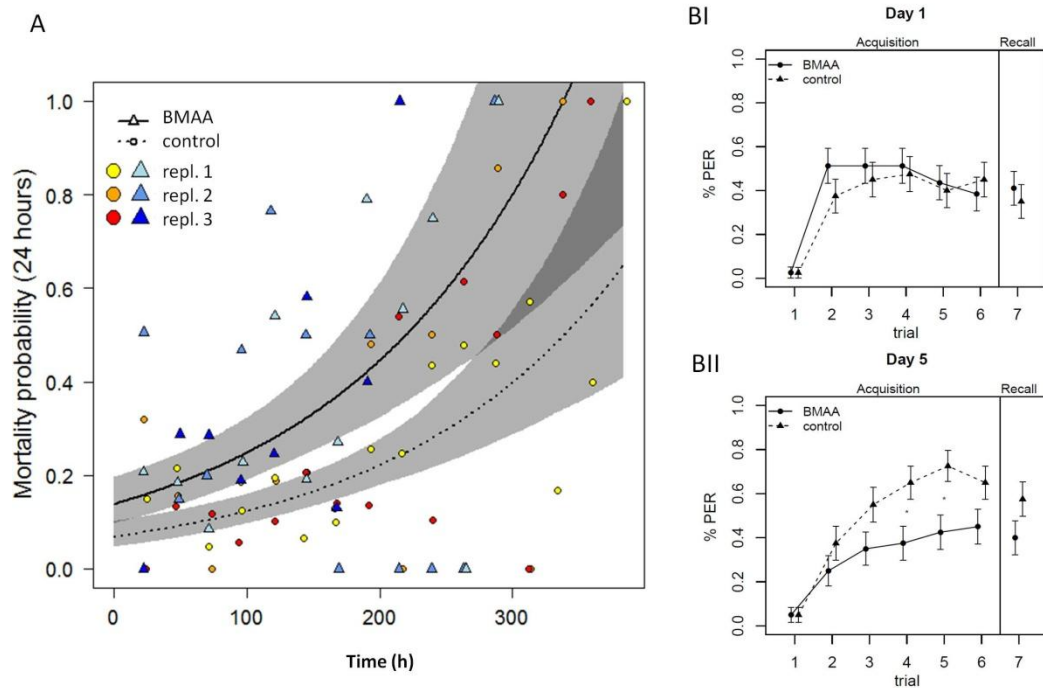 A
Mortality probability (24 hours)
1.0
0.8
0.6
0.4
0.2
0.0
BMAA
control
repl. 1
repl. 2
repl. 3
0 100 200 300
Time (h)
BI
Day 1
Acquisition Recall
% PER
1.0
0.8
0.6
0.4
0.2
0.0
BMAA
control
1 2 3 4 5 6 7
trial
BII
Day 5
Acquisition Recall
% PER
1.0
0.8
0.6
0.4
0.2
0.0
BMAA
control
1 2 3 4 5 6 7
trial